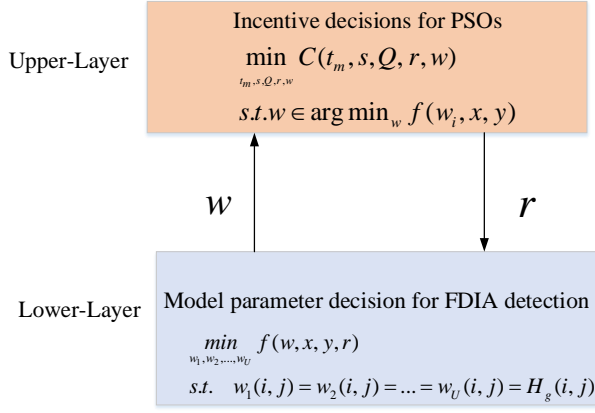 Incentive decisions for PSOs
Upper-Layer
min C(t_m, s, Q, r, w)
t_m,s,Q,r,w
s.t. w ∈ arg min_w f(w_i, x, y)
w
r
Lower-Layer
Model parameter decision for FDIA detection
min f(w, x, y, r)
w_1,w_2,...,w_U
s.t. w_1(i, j) = w_2(i, j) = ... = w_U(i, j) = H_g(i, j)